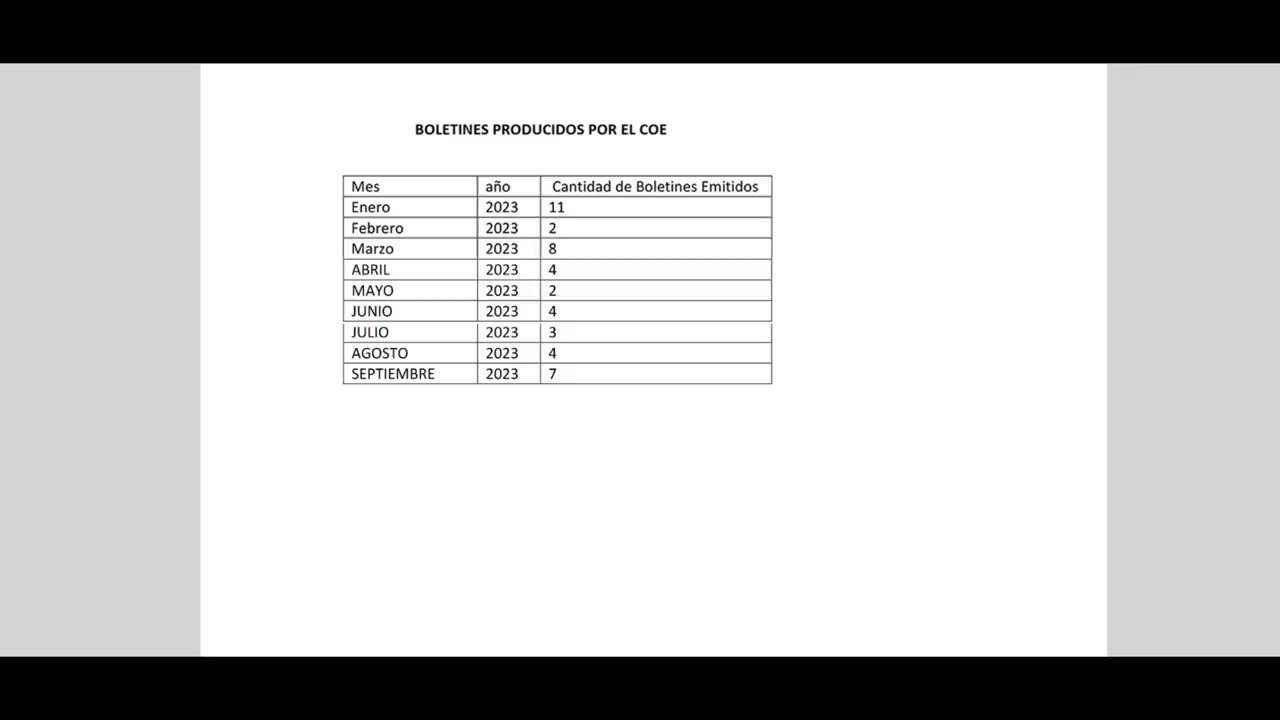 BOLETINES PRODUCIDOS POR EL COE
Mes año Cantidad de Boletines Emitidos
Enero 2023 11
Febrero 2023 2
Marzo 2023 8
ABRIL 2023 4
MAYO 2023 2
JUNIO 2023 4
JULIO 2023 3
AGOSTO 2023 4
SEPTIEMBRE 2023 7